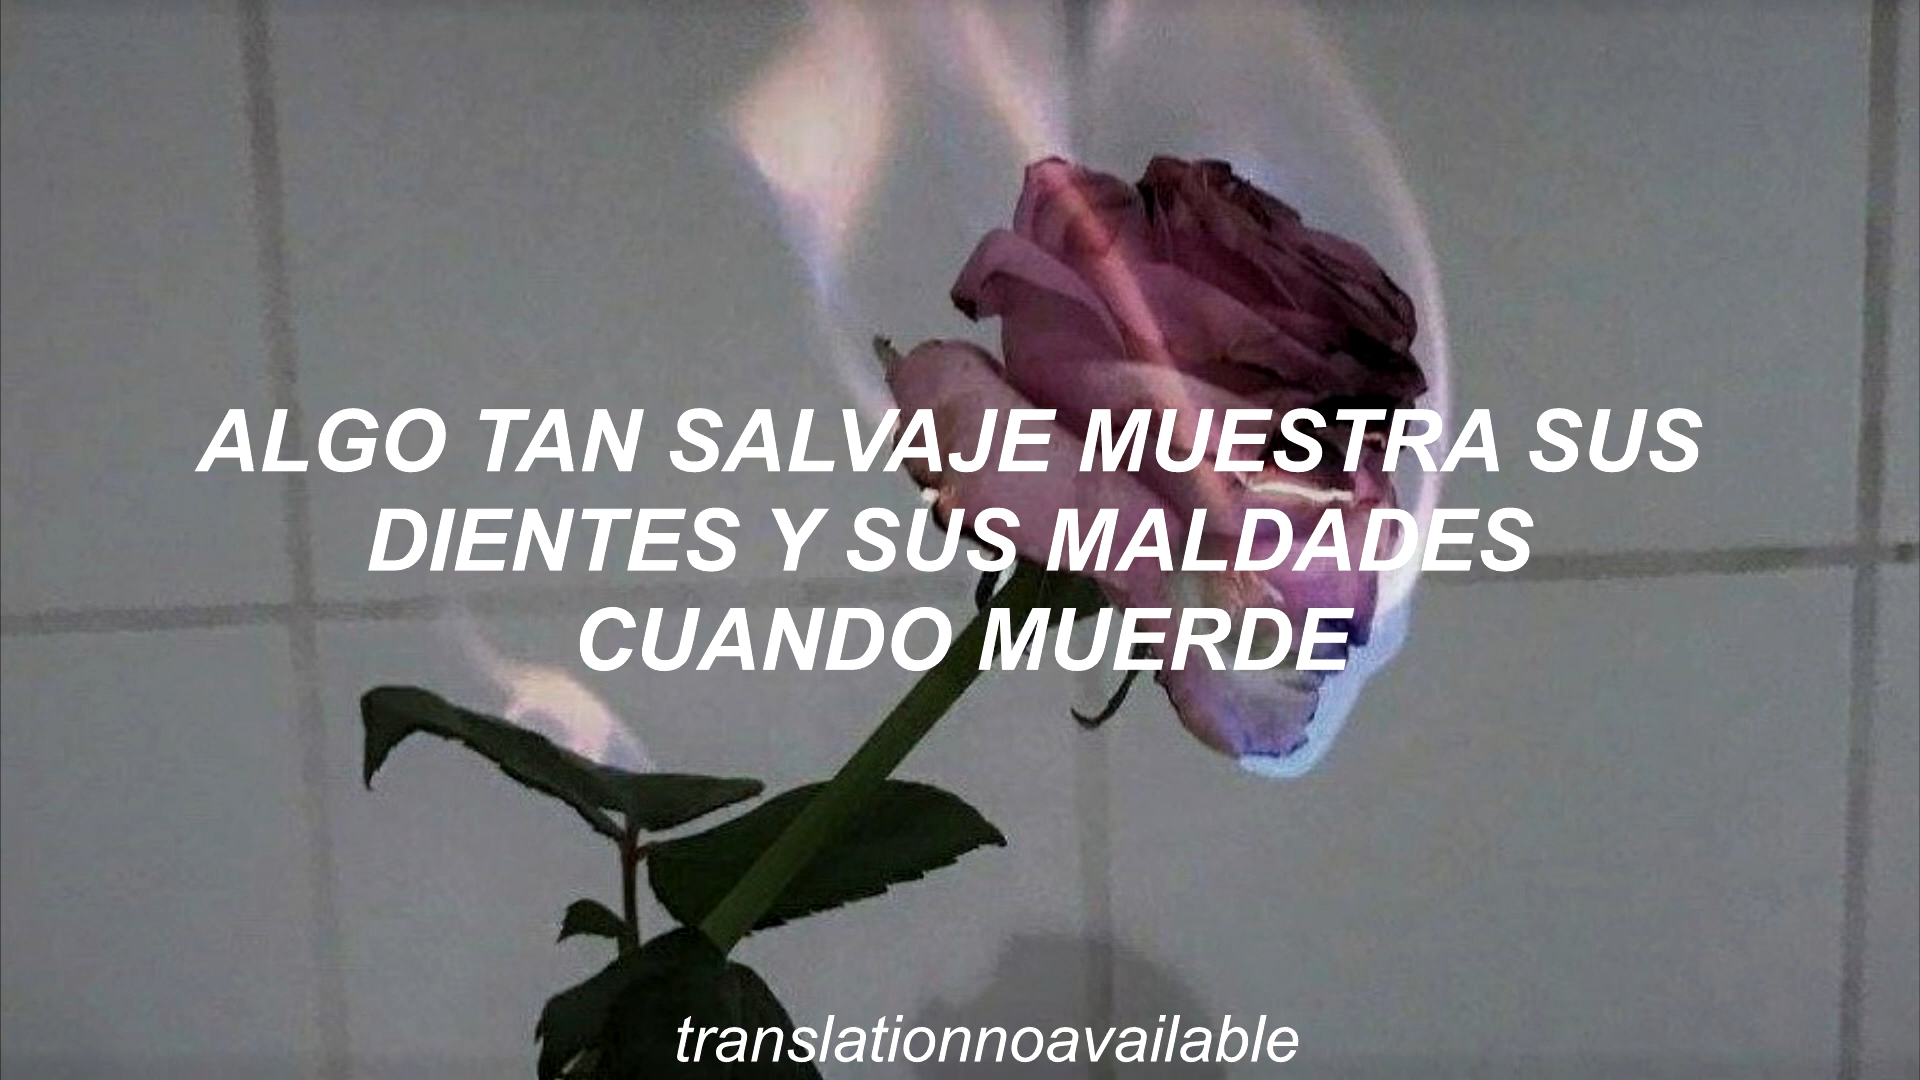 ALGO TAN SALVAJE MUESTRA SUS
DIENTES Y SUS MALDADES
CUANDO MUERDE
translationnoavailable